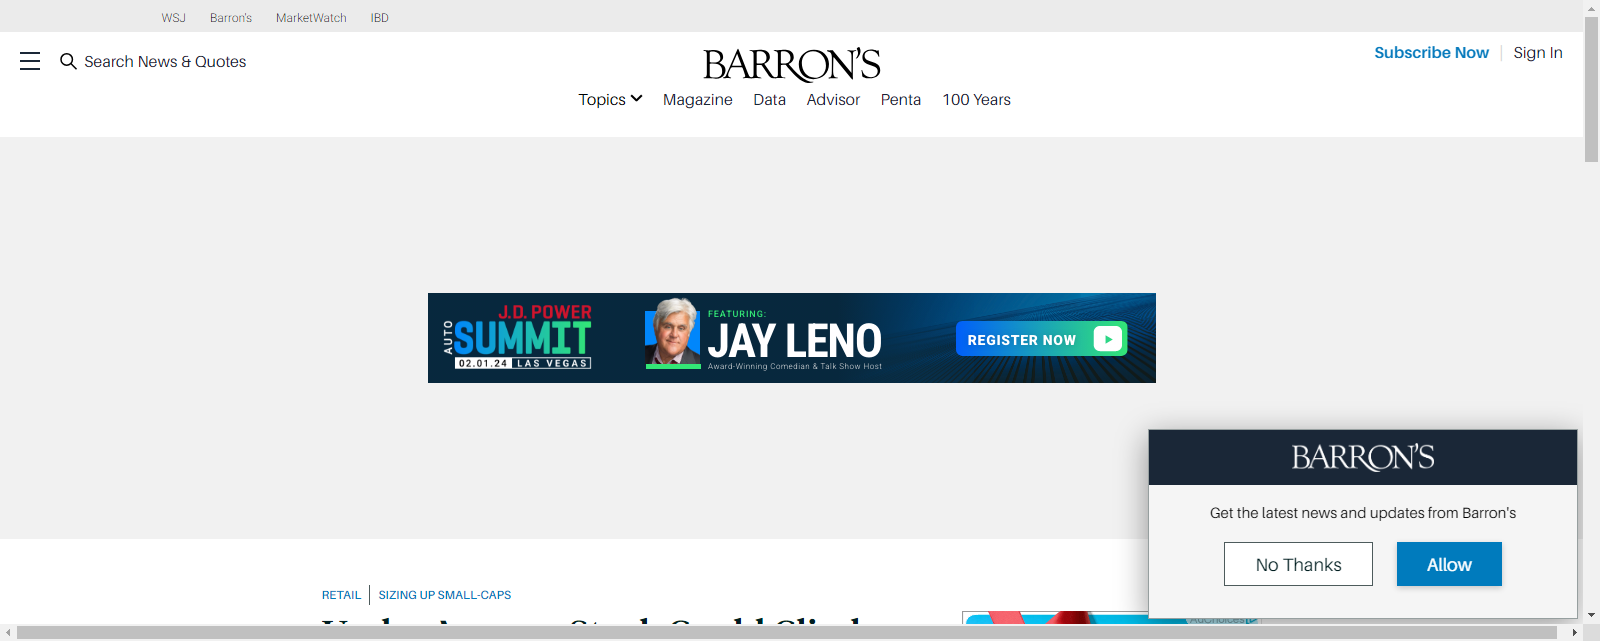 WSJ Barron's MarketWatch IBD
Search News & Quotes
BARRON'S
Subscribe Now
Sign In
Topics Magazine Data Advisor Penta 100 Years
J.D. POWER
AUTO
SUMMIT
02.01.24 LAS VEGAS
FEATURING:
JAY LENO
Award-Winning Comedian & Talk Show Host
REGISTER NOW
BARRON'S
Get the latest news and updates from Barron's
No Thanks
Allow
RETAIL SIZING UP SMALL-CAPS
AdChoices